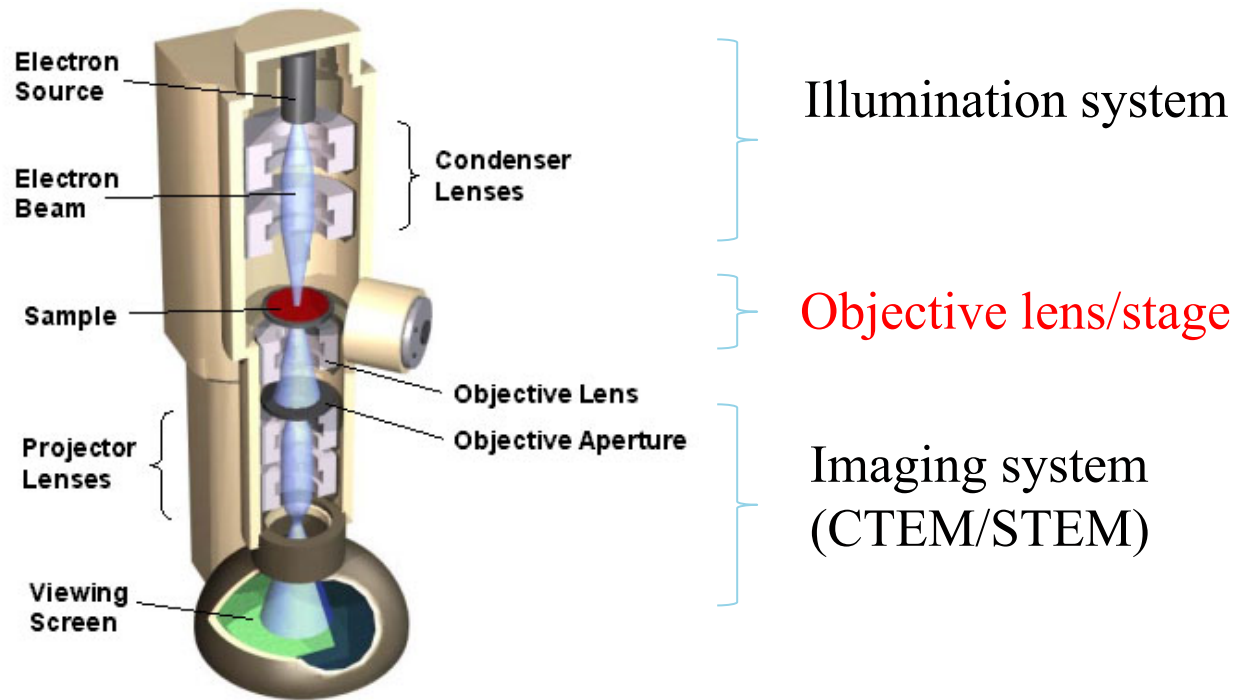 Electron
Source
Electron
Beam
Sample
Projector
Lenses
Viewing
Screen
Condenser
Lenses
Objective Lens
Objective Aperture
Illumination system
Objective lens/stage
Imaging system
(CTEM/STEM)